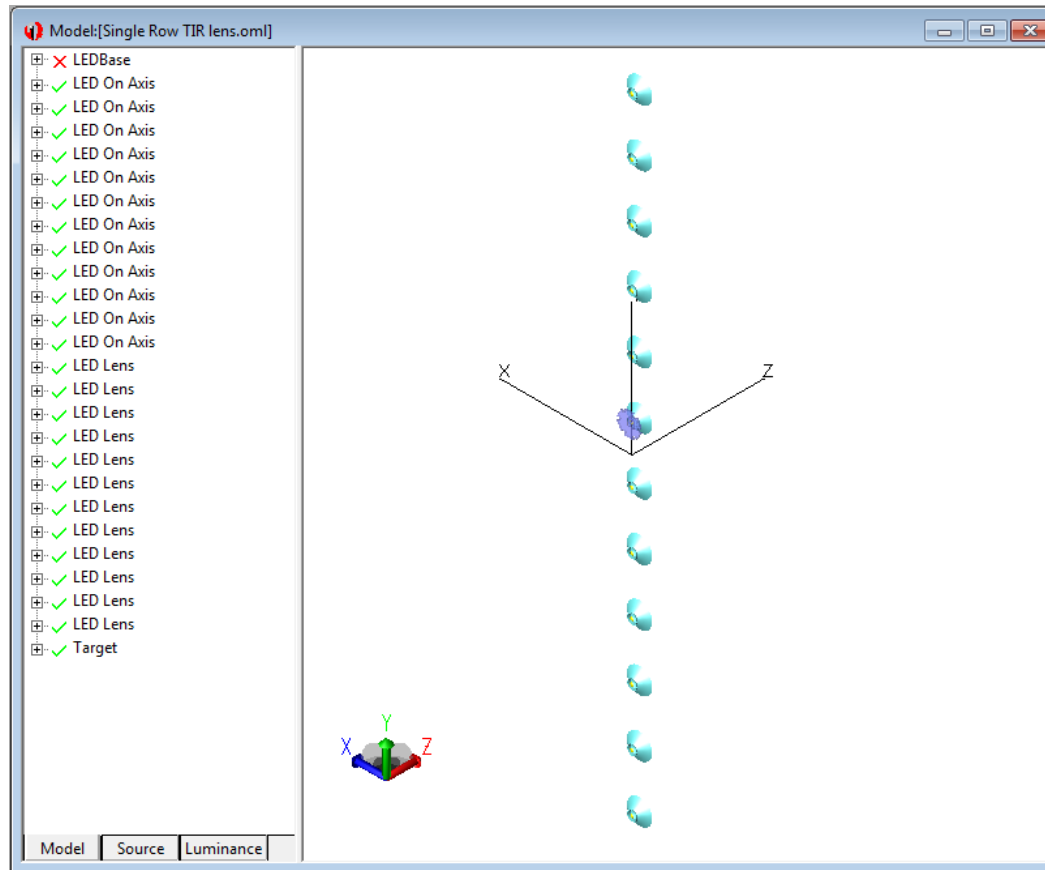 Model:[Single Row TIR lens.oml]
LEDBase
LED On Axis
LED On Axis
LED On Axis
LED On Axis
LED On Axis
LED On Axis
LED On Axis
LED On Axis
LED On Axis
LED On Axis
LED On Axis
LED On Axis
LED Lens
LED Lens
LED Lens
LED Lens
LED Lens
LED Lens
LED Lens
LED Lens
LED Lens
LED Lens
LED Lens
LED Lens
Target
X Z
Y
X Z
Model Source Luminance